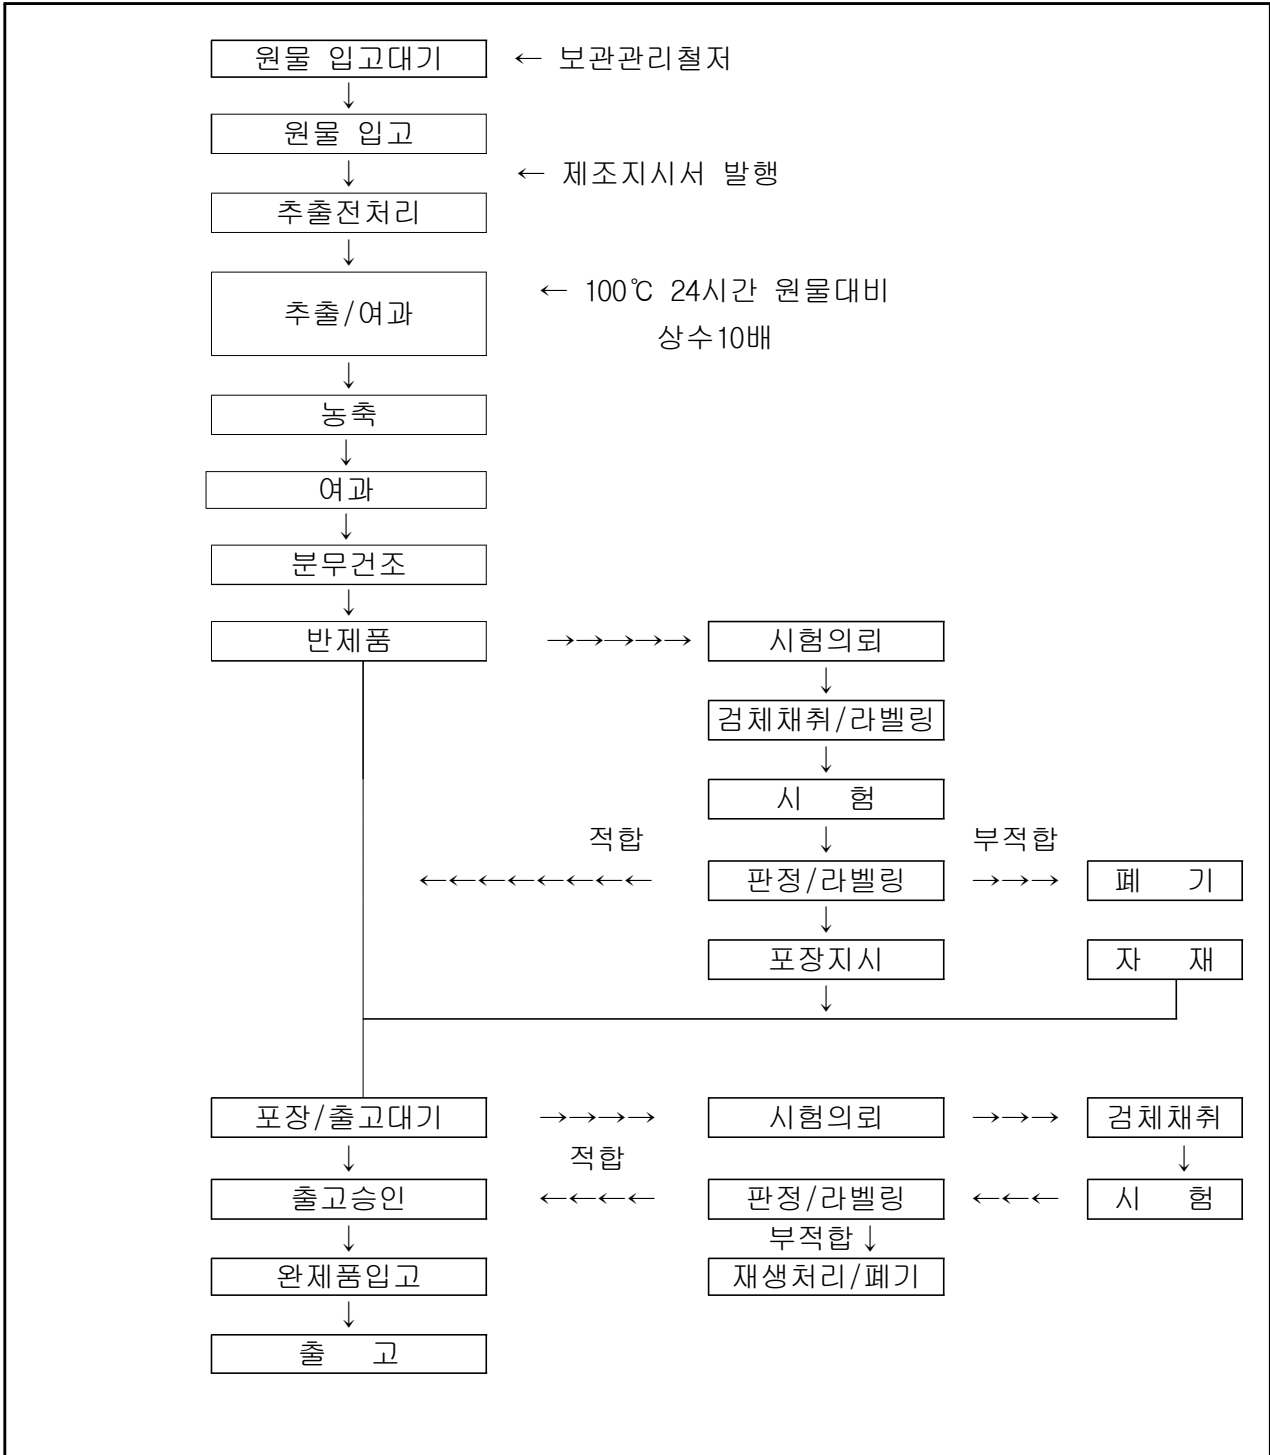 원물 입고대기 ← 보관관리철저
↓
원물 입고
↓ ← 제조지시서 발행
추출전처리
↓
추출/여과 ← 100℃ 24시간 원물대비
상수10배
↓
농축
↓
여과
↓
분무건조
↓
반제품 →→→→→ 시험의뢰
↓
검체채취/라벨링
↓
시 험
적합 ↓ 부적합
←←←←←←←← 판정/라벨링 →→→ 폐 기
↓
포장지시 자 재
↓
포장/출고대기 →→→→ 시험의뢰 →→→ 검체채취
↓ 적합 ↓
출고승인 ←←←← 판정/라벨링 ←←← 시 험
↓ 부적합↓
완제품입고 재생처리/폐기
↓
출 고